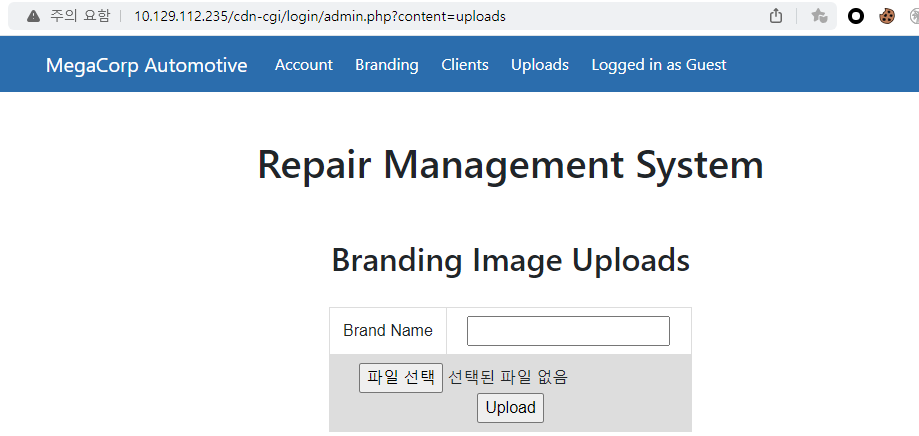 주의 요함 10.129.112.235/cdn-cgi/login/admin.php?content=uploads
MegaCorp Automotive Account Branding Clients Uploads Logged in as Guest
Repair Management System
Branding Image Uploads
Brand Name
파일 선택 선택된 파일 없음
Upload